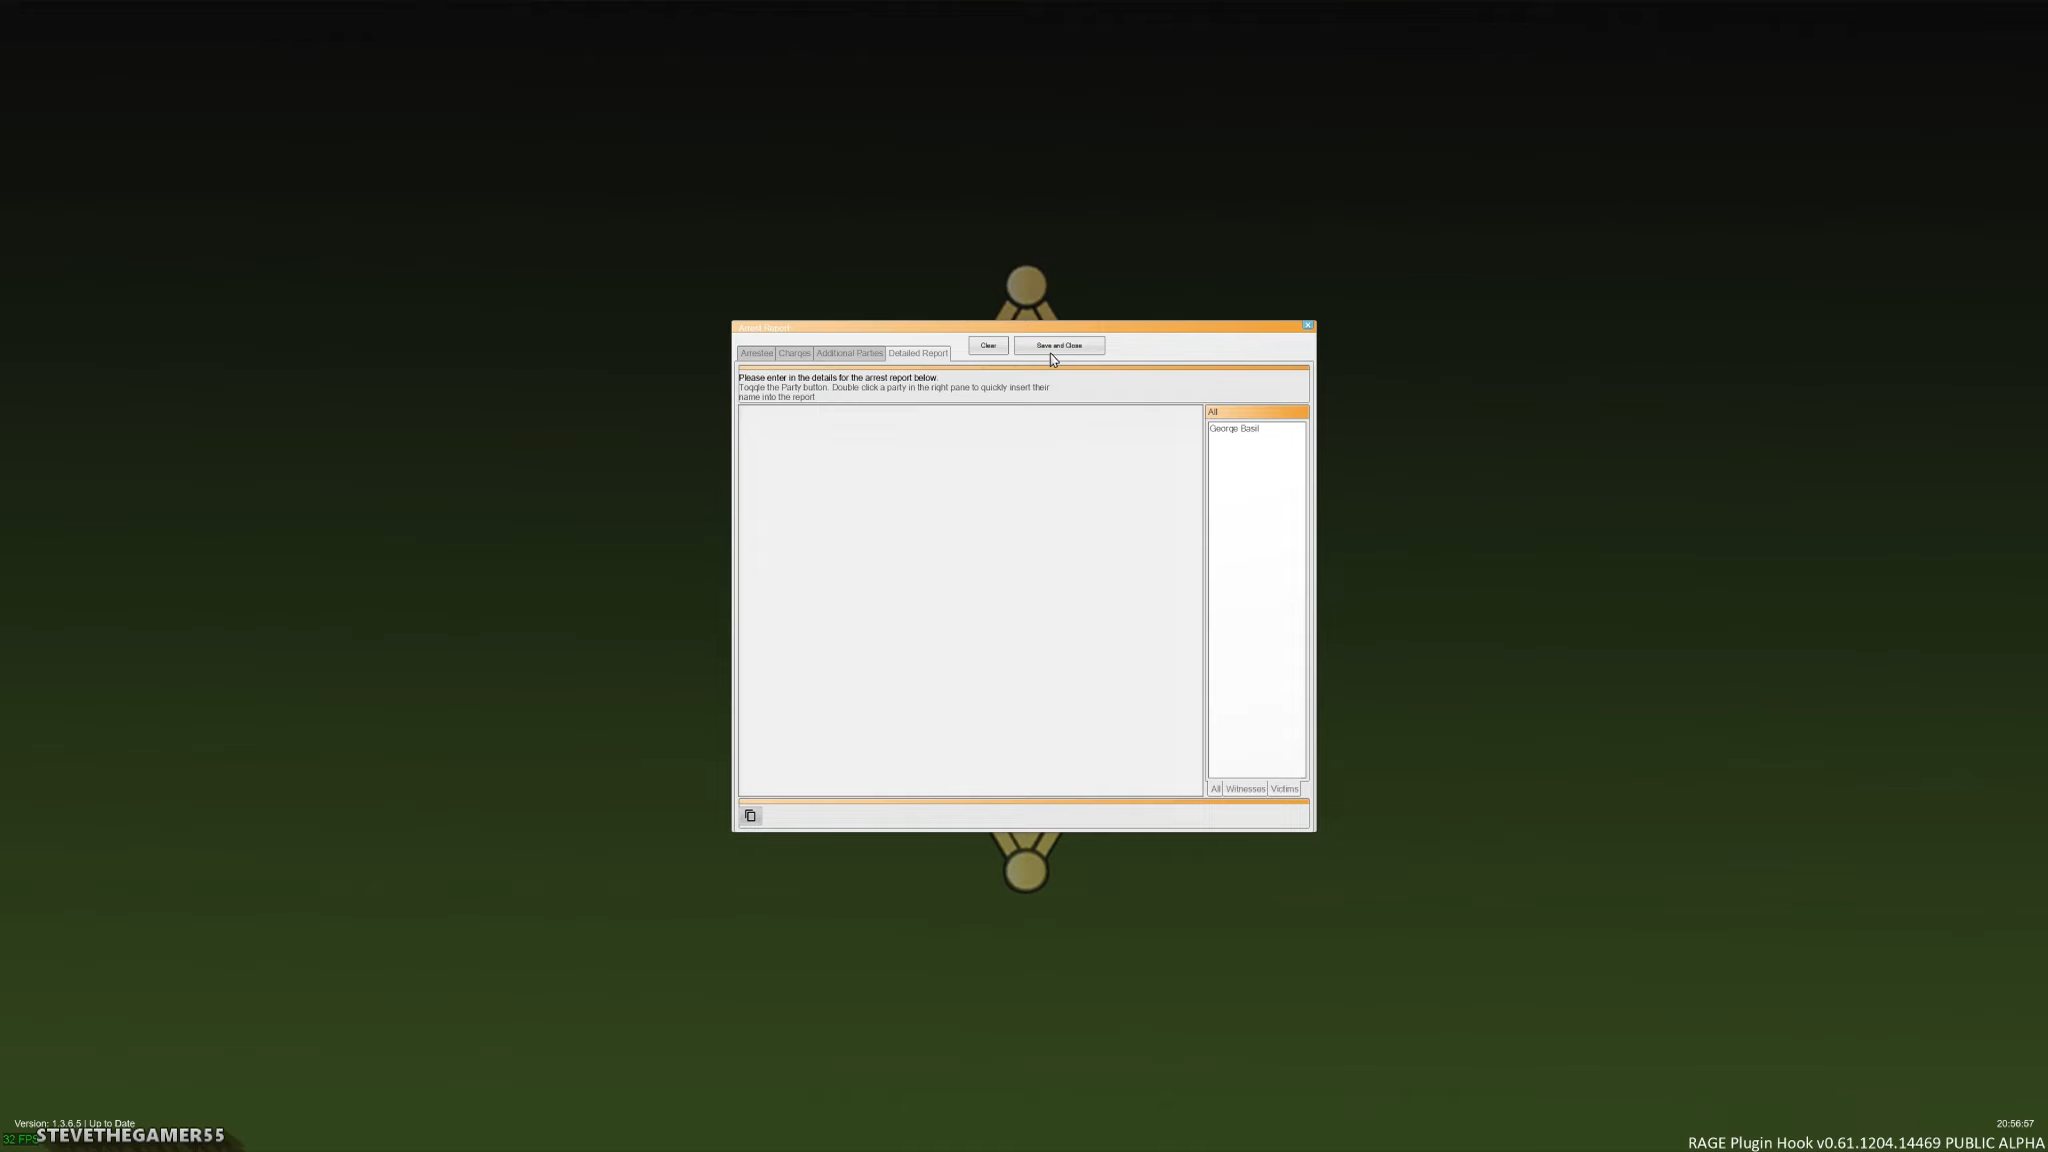 Arrest Report
Arrestee Charges Additional Parties Detailed Report Clear Save and Close
Please enter in the details for the arrest report below.
Toggle the Party button. Double click a party in the right pane to quickly insert their
name into the report
All
George Basil
All Witnesses Victims
Version: 1.3.6.5 | Up to Date
20:56:57
32 FPS
STEVETHEGAMER55
RAGE Plugin Hook v0.61.1204.14469 PUBLIC ALPHA